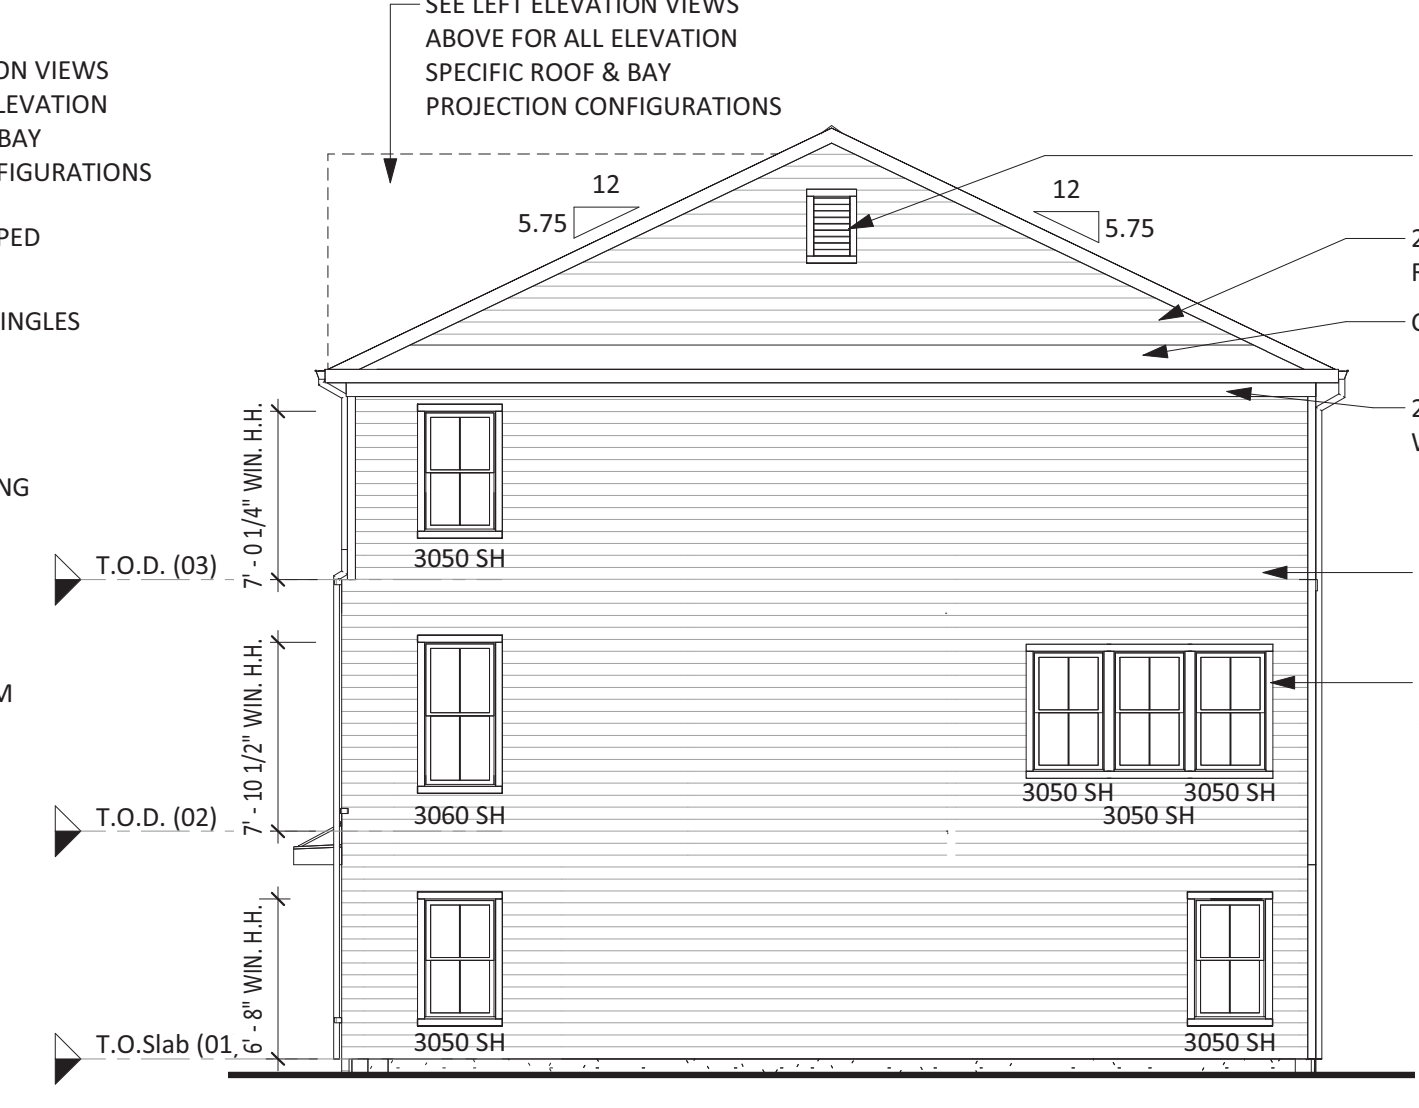 SEE LEFT ELEVATION VIEWS
ABOVE FOR ALL ELEVATION
SPECIFIC ROOF & BAY
PROJECTION CONFIGURATIONS
ON VIEWS
LEVATION
BAY
FIGURATIONS
PED
INGLES
NG
M
12
5.75
12
5.75
2
2
7' - 0 1/4" WIN. H.H.
3050 SH
T.O.D. (03)
7' - 10 1/2" WIN. H.H.
3060 SH
3050 SH
3050 SH
3050 SH
T.O.D. (02)
6' - 8" WIN. H.H.
3050 SH
3050 SH
T.O.Slab (01